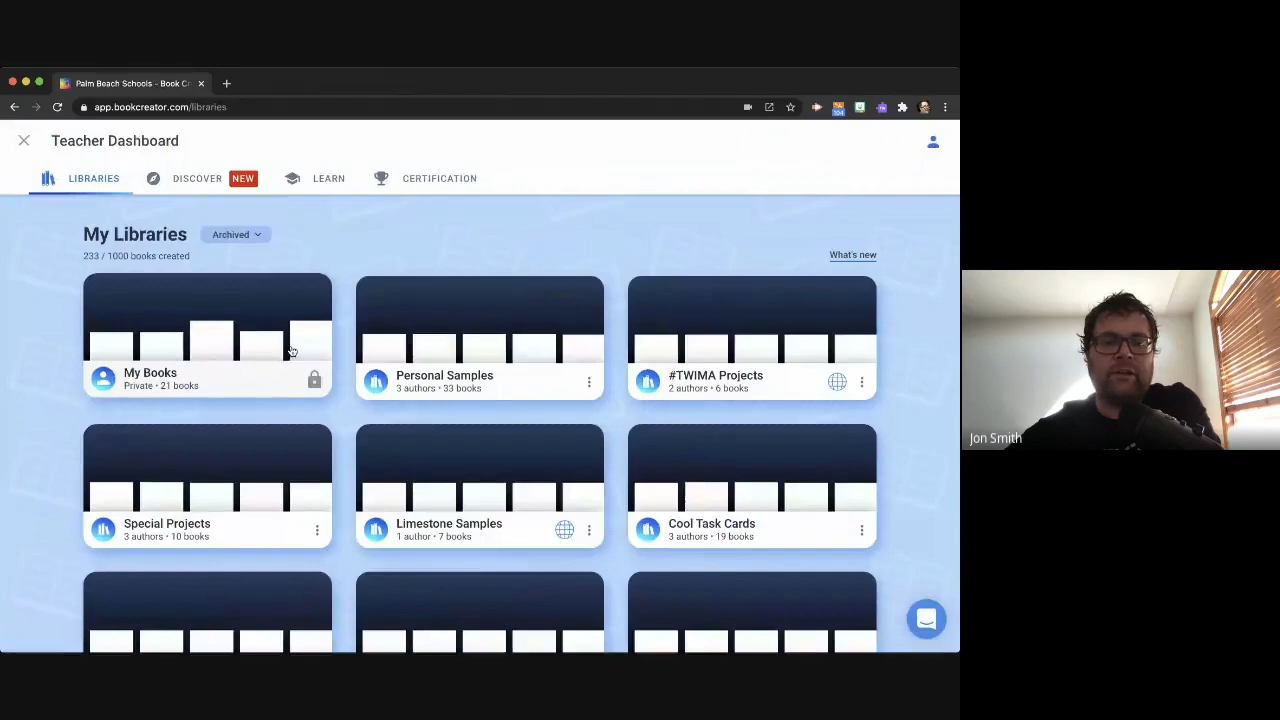 Palm Beach Schools - Book Cr
app.bookcreator.com/libraries
104
Teacher Dashboard
LIBRARIES
DISCOVER NEW
LEARN
CERTIFICATION
My Libraries
Archived
233 / 1000 books created
What's new
My Books
Private • 21 books
Personal Samples
3 authors • 33 books
#TWIMA Projects
2 authors • 6 books
Special Projects
3 authors • 10 books
Limestone Samples
1 author • 7 books
Cool Task Cards
3 authors • 19 books
Jon Smith